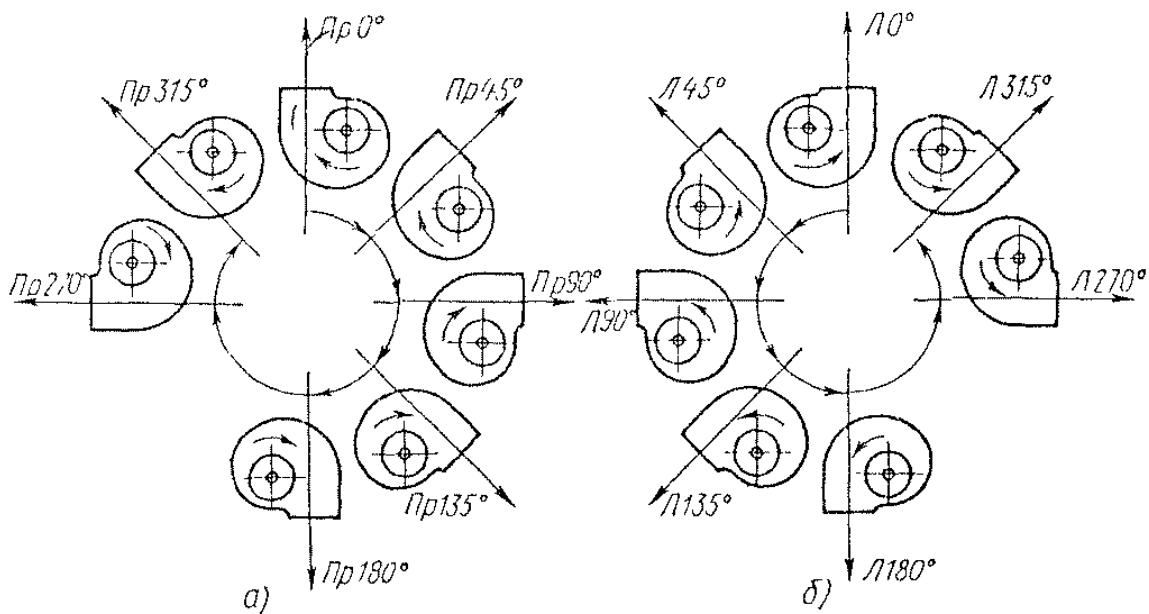 Пр 0°
Пр 45°
Пр 90°
Пр 135°
Пр 180°
Пр 270°
Пр 315°
а)
Л 0°
Л 315°
Л 270°
Л 180°
Л 135°
Л 90°
Л 45°
б)